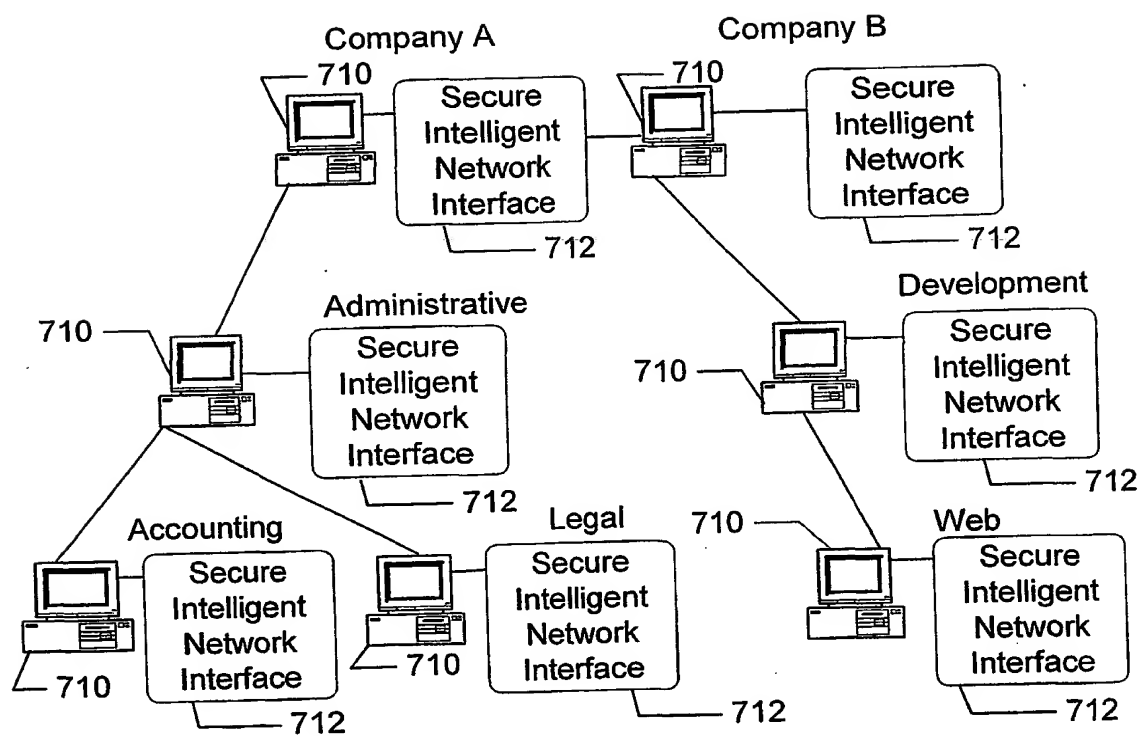 Company A
Company B
710
710
Secure
Intelligent
Network
Interface
Secure
Intelligent
Network
Interface
712
712
Administrative
Development
710
Secure
Intelligent
Network
Interface
710
Secure
Intelligent
Network
Interface
712
712
Accounting
Legal
710
Web
Secure
Intelligent
Network
Interface
Secure
Intelligent
Network
Interface
Secure
Intelligent
Network
Interface
710
710
712
712
712